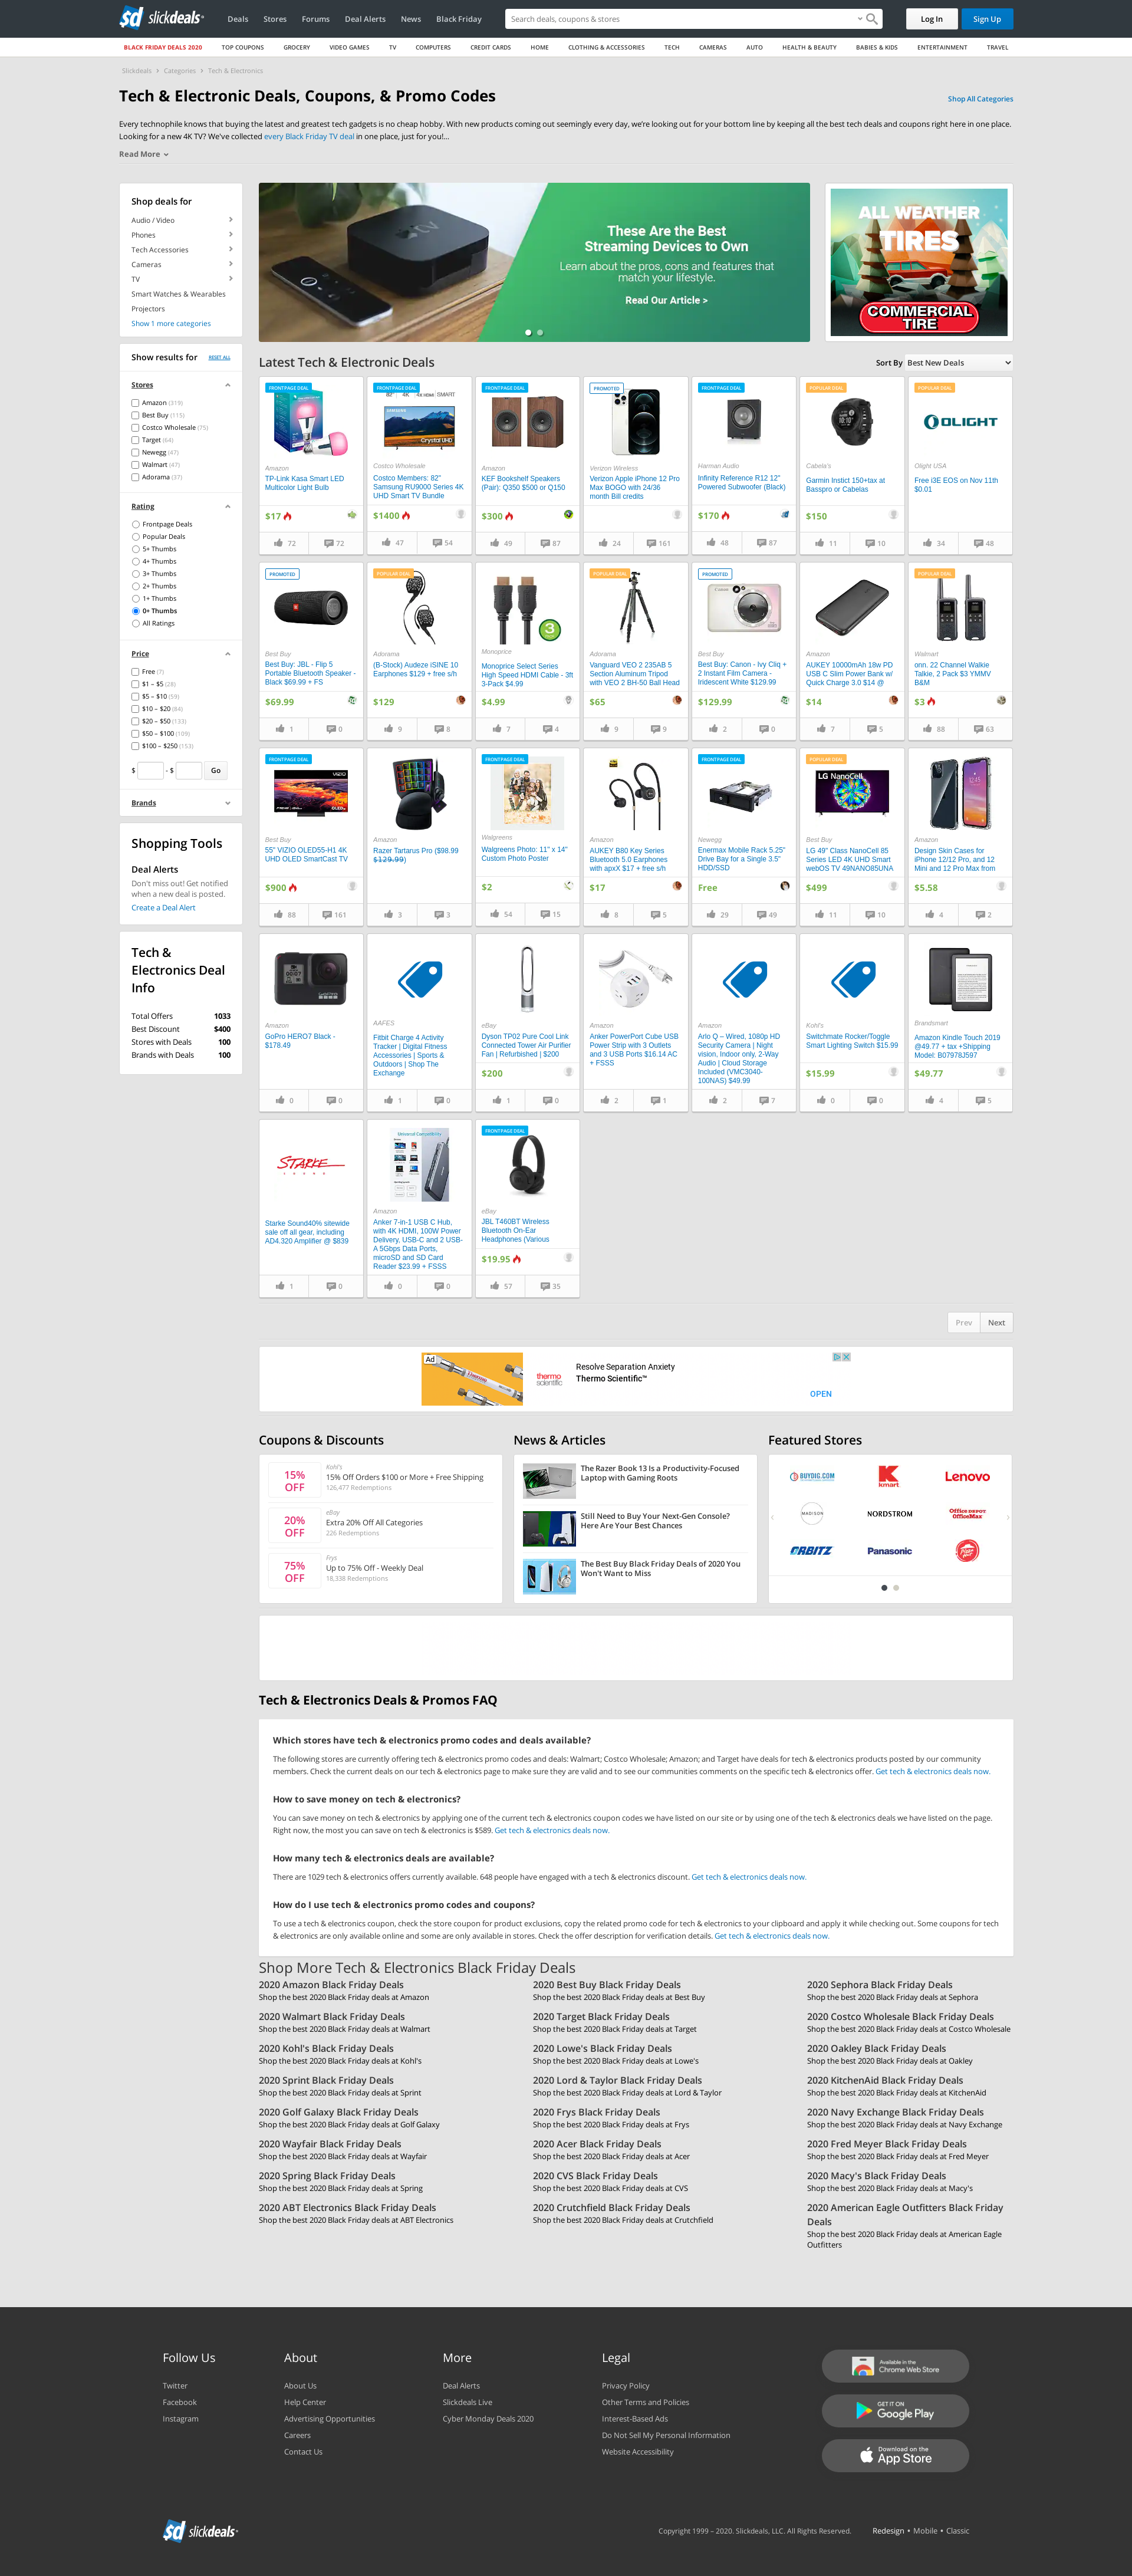 sd slickdeals
Deals
Stores
Forums
Deal Alerts
News
Black Friday
Search deals, coupons & stores
Log In
Sign Up
BLACK FRIDAY DEALS 2020
TOP COUPONS
GROCERY
VIDEO GAMES
TV
COMPUTERS
CREDIT CARDS
HOME
CLOTHING & ACCESSORIES
TECH
CAMERAS
AUTO
HEALTH & BEAUTY
BABIES & KIDS
ENTERTAINMENT
TRAVEL
Slickdeals › Categories › Tech & Electronics
Tech & Electronic Deals, Coupons, & Promo Codes
Shop All Categories
Every technophile knows that buying the latest and greatest tech gadgets is no cheap hobby. With new products coming out seemingly every day, we're looking out for your bottom line by keeping all the best tech deals and coupons right here in one place.
Looking for a new 4K TV? We've collected every Black Friday TV deal in one place, just for you!...
Read More
Shop deals for
Audio / Video
Phones
Tech Accessories
Cameras
TV
Smart Watches & Wearables
Projectors
Show 1 more categories
Show results for
RESET ALL
Stores
Amazon (319)
Best Buy (115)
Costco Wholesale (75)
Target (64)
Newegg (47)
Walmart (47)
Adorama (37)
Rating
Frontpage Deals
Popular Deals
5+ Thumbs
4+ Thumbs
3+ Thumbs
2+ Thumbs
1+ Thumbs
0+ Thumbs
All Ratings
Price
Free (7)
$1 – $5 (28)
$5 – $10 (59)
$10 – $20 (84)
$20 – $50 (133)
$50 – $100 (109)
$100 – $250 (153)
$ - $ Go
Brands
Shopping Tools
Deal Alerts
Don't miss out! Get notified
when a new deal is posted.
Create a Deal Alert
Tech &
Electronics Deal
Info
Total Offers 1033
Best Discount $400
Stores with Deals 100
Brands with Deals 100
tv
These Are the Best
Streaming Devices to Own
Learn about the pros, cons and features that
match your lifestyle.
Read Our Article >
ALL WEATHER
TIRES
COMMERCIAL
TIRE
Latest Tech & Electronic Deals
Sort By
Best New Deals
FRONTPAGE DEAL
Amazon
TP-Link Kasa Smart LED
Multicolor Light Bulb
$17
72
72
FRONTPAGE DEAL
82" 4K HDMI SMART
SAMSUNG
Crystal UHD
Costco Wholesale
Costco Members: 82"
Samsung RU9000 Series 4K
UHD Smart TV Bundle
$1400
47
54
FRONTPAGE DEAL
Amazon
KEF Bookshelf Speakers
(Pair): Q350 $500 or Q150
$300
49
87
PROMOTED
Verizon Wireless
Verizon Apple iPhone 12 Pro
Max BOGO with 24/36
month Bill credits
24
161
FRONTPAGE DEAL
Harman Audio
Infinity Reference R12 12"
Powered Subwoofer (Black)
$170
48
87
POPULAR DEAL
Cabela's
Garmin Instict 150+tax at
Basspro or Cabelas
$150
11
10
POPULAR DEAL
OLIGHT
Olight USA
Free i3E EOS on Nov 11th
$0.01
34
48
PROMOTED
Best Buy
Best Buy: JBL - Flip 5
Portable Bluetooth Speaker -
Black $69.99 + FS
$69.99
1
0
POPULAR DEAL
Adorama
(B-Stock) Audeze iSINE 10
Earphones $129 + free s/h
$129
9
8
3
Monoprice
Monoprice Select Series
High Speed HDMI Cable - 3ft
3-Pack $4.99
$4.99
7
4
POPULAR DEAL
Adorama
Vanguard VEO 2 235AB 5
Section Aluminum Tripod
with VEO 2 BH-50 Ball Head
$65
9
9
PROMOTED
Canon
Best Buy
Best Buy: Canon - Ivy Cliq +
2 Instant Film Camera -
Iridescent White $129.99
$129.99
2
0
Amazon
AUKEY 10000mAh 18w PD
USB C Slim Power Bank w/
Quick Charge 3.0 $14 @
$14
7
5
POPULAR DEAL
Walmart
onn. 22 Channel Walkie
Talkie, 2 Pack $3 YMMV
B&M
$3
88
63
FRONTPAGE DEAL
VIZIO
Best Buy
55" VIZIO OLED55-H1 4K
UHD OLED SmartCast TV
$900
88
161
Amazon
Razer Tartarus Pro ($98.99
$129.99)
3
3
FRONTPAGE DEAL
Walgreens
Walgreens Photo: 11" x 14"
Custom Photo Poster
$2
54
15
Amazon
AUKEY B80 Key Series
Bluetooth 5.0 Earphones
with apxX $17 + free s/h
$17
8
5
FRONTPAGE DEAL
Newegg
Enermax Mobile Rack 5.25"
Drive Bay for a Single 3.5"
HDD/SSD
Free
29
49
POPULAR DEAL
LG NanoCell
Best Buy
LG 49" Class NanoCell 85
Series LED 4K UHD Smart
webOS TV 49NANO85UNA
$499
11
10
Amazon
Design Skin Cases for
iPhone 12/12 Pro, and 12
Mini and 12 Pro Max from
$5.58
4
2
Amazon
GoPro HERO7 Black -
$178.49
0
0
AAFES
Fitbit Charge 4 Activity
Tracker | Digital Fitness
Accessories | Sports &
Outdoors | Shop The
Exchange
1
0
eBay
Dyson TP02 Pure Cool Link
Connected Tower Air Purifier
Fan | Refurbished | $200
$200
1
0
Amazon
Anker PowerPort Cube USB
Power Strip with 3 Outlets
and 3 USB Ports $16.14 AC
+ FSSS
2
1
Amazon
Arlo Q – Wired, 1080p HD
Security Camera | Night
vision, Indoor only, 2-Way
Audio | Cloud Storage
Included (VMC3040-
100NAS) $49.99
2
7
Kohl's
Switchmate Rocker/Toggle
Smart Lighting Switch $15.99
$15.99
0
0
Brandsmart
Amazon Kindle Touch 2019
@49.77 + tax +Shipping
Model: B07978J597
$49.77
4
5
STARKE
Starke Sound40% sitewide
sale off all gear, including
AD4.320 Amplifier @ $839
1
0
Universal Compatibility
Amazon
Anker 7-in-1 USB C Hub,
with 4K HDMI, 100W Power
Delivery, USB-C and 2 USB-
A 5Gbps Data Ports,
microSD and SD Card
Reader $23.99 + FSSS
0
0
FRONTPAGE DEAL
eBay
JBL T460BT Wireless
Bluetooth On-Ear
Headphones (Various
$19.95
57
35
Prev
Next
Ad
thermo
scientific
Resolve Separation Anxiety
Thermo Scientific™
OPEN
Coupons & Discounts
15%
OFF
Kohl's
15% Off Orders $100 or More + Free Shipping
126,477 Redemptions
20%
OFF
eBay
Extra 20% Off All Categories
226 Redemptions
75%
OFF
Frys
Up to 75% Off - Weekly Deal
18,338 Redemptions
News & Articles
The Razer Book 13 Is a Productivity-Focused
Laptop with Gaming Roots
Still Need to Buy Your Next-Gen Console?
Here Are Your Best Chances
The Best Buy Black Friday Deals of 2020 You
Won't Want to Miss
Featured Stores
BUYDIG.COM
kmart
Lenovo
MADISON
NORDSTROM
Office DEPOT
OfficeMax
ORBITZ
Panasonic
Pizza Hut
Tech & Electronics Deals & Promos FAQ
Which stores have tech & electronics promo codes and deals available?
The following stores are currently offering tech & electronics promo codes and deals: Walmart; Costco Wholesale; Amazon; and Target have deals for tech & electronics products posted by our community
members. Check the current deals on our tech & electronics page to make sure they are valid and to see our communities comments on the specific tech & electronics offer. Get tech & electronics deals now.
How to save money on tech & electronics?
You can save money on tech & electronics by applying one of the current tech & electronics coupon codes we have listed on our site or by using one of the tech & electronics deals we have listed on the page.
Right now, the most you can save on tech & electronics is $589. Get tech & electronics deals now.
How many tech & electronics deals are available?
There are 1029 tech & electronics offers currently available. 648 people have engaged with a tech & electronics discount. Get tech & electronics deals now.
How do I use tech & electronics promo codes and coupons?
To use a tech & electronics coupon, check the store coupon for product exclusions, copy the related promo code for tech & electronics to your clipboard and apply it while checking out. Some coupons for tech
& electronics are only available online and some are only available in stores. Check the offer description for verification details. Get tech & electronics deals now.
Shop More Tech & Electronics Black Friday Deals
2020 Amazon Black Friday Deals
Shop the best 2020 Black Friday deals at Amazon
2020 Best Buy Black Friday Deals
Shop the best 2020 Black Friday deals at Best Buy
2020 Sephora Black Friday Deals
Shop the best 2020 Black Friday deals at Sephora
2020 Walmart Black Friday Deals
Shop the best 2020 Black Friday deals at Walmart
2020 Target Black Friday Deals
Shop the best 2020 Black Friday deals at Target
2020 Costco Wholesale Black Friday Deals
Shop the best 2020 Black Friday deals at Costco Wholesale
2020 Kohl's Black Friday Deals
Shop the best 2020 Black Friday deals at Kohl's
2020 Lowe's Black Friday Deals
Shop the best 2020 Black Friday deals at Lowe's
2020 Oakley Black Friday Deals
Shop the best 2020 Black Friday deals at Oakley
2020 Sprint Black Friday Deals
Shop the best 2020 Black Friday deals at Sprint
2020 Lord & Taylor Black Friday Deals
Shop the best 2020 Black Friday deals at Lord & Taylor
2020 KitchenAid Black Friday Deals
Shop the best 2020 Black Friday deals at KitchenAid
2020 Golf Galaxy Black Friday Deals
Shop the best 2020 Black Friday deals at Golf Galaxy
2020 Frys Black Friday Deals
Shop the best 2020 Black Friday deals at Frys
2020 Navy Exchange Black Friday Deals
Shop the best 2020 Black Friday deals at Navy Exchange
2020 Wayfair Black Friday Deals
Shop the best 2020 Black Friday deals at Wayfair
2020 Acer Black Friday Deals
Shop the best 2020 Black Friday deals at Acer
2020 Fred Meyer Black Friday Deals
Shop the best 2020 Black Friday deals at Fred Meyer
2020 Spring Black Friday Deals
Shop the best 2020 Black Friday deals at Spring
2020 CVS Black Friday Deals
Shop the best 2020 Black Friday deals at CVS
2020 Macy's Black Friday Deals
Shop the best 2020 Black Friday deals at Macy's
2020 ABT Electronics Black Friday Deals
Shop the best 2020 Black Friday deals at ABT Electronics
2020 Crutchfield Black Friday Deals
Shop the best 2020 Black Friday deals at Crutchfield
2020 American Eagle Outfitters Black Friday
Deals
Shop the best 2020 Black Friday deals at American Eagle
Outfitters
Follow Us
Twitter
Facebook
Instagram
About
About Us
Help Center
Advertising Opportunities
Careers
Contact Us
More
Deal Alerts
Slickdeals Live
Cyber Monday Deals 2020
Legal
Privacy Policy
Other Terms and Policies
Interest-Based Ads
Do Not Sell My Personal Information
Website Accessibility
Available in the
Chrome Web Store
GET IT ON
Google Play
Download on the
App Store
sd slickdeals
Copyright 1999 – 2020. Slickdeals, LLC. All Rights Reserved.
Redesign • Mobile • Classic